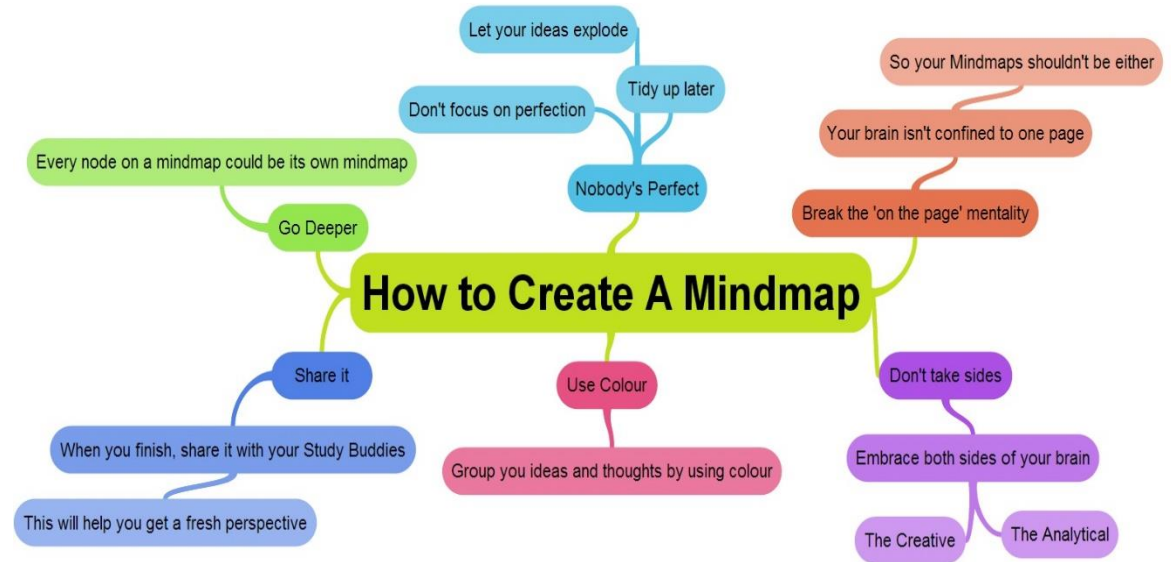 Let your ideas explode
Tidy up later
Don't focus on perfection
Nobody's Perfect
So your Mindmaps shouldn't be either
Your brain isn't confined to one page
Break the 'on the page' mentality
Every node on a mindmap could be its own mindmap
Go Deeper
How to Create A Mindmap
Share it
When you finish, share it with your Study Buddies
This will help you get a fresh perspective
Use Colour
Group you ideas and thoughts by using colour
Don't take sides
Embrace both sides of your brain
The Creative
The Analytical